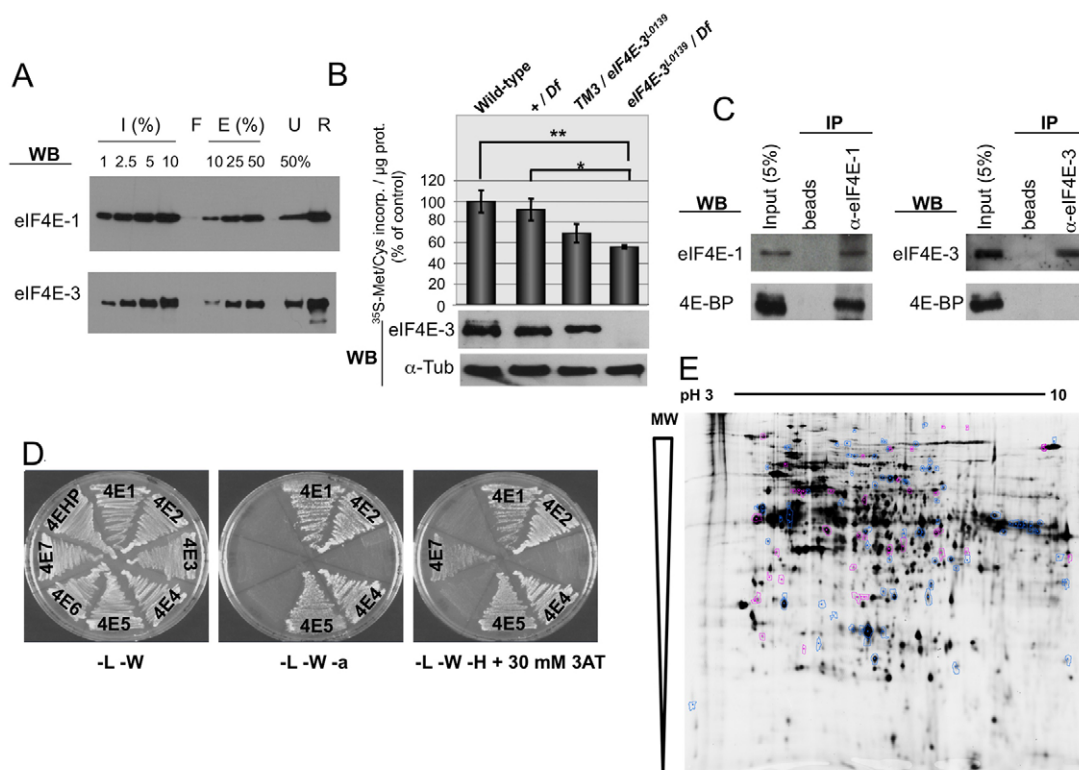 A
I (%) F E (%) U R
WB
1 2.5 5 10 10 25 50 50%
eIF4E-1
eIF4E-3
B
Wild-type
+ / Df
TM3 / eIF4E-3^L0139
eIF4E-3^L0139 / Df
**
*
35S-Met/Cys incorp. / µg prot.
(% of control)
120
100
80
60
40
20
0
eIF4E-3
WB
α-Tub
C
IP
WB
Input (5%)
beads
α-eIF4E-1
eIF4E-1
4E-BP
IP
WB
Input (5%)
beads
α-eIF4E-3
eIF4E-3
4E-BP
D.
4EHP 4E1 4E2 4E3 4E4 4E5 4E6 4E7
-L -W
4E1 4E2 4E4 4E5
-L -W -a
4E1 4E2 4E4 4E5 4E7
-L -W -H + 30 mM 3AT
E
pH 3 10
MW